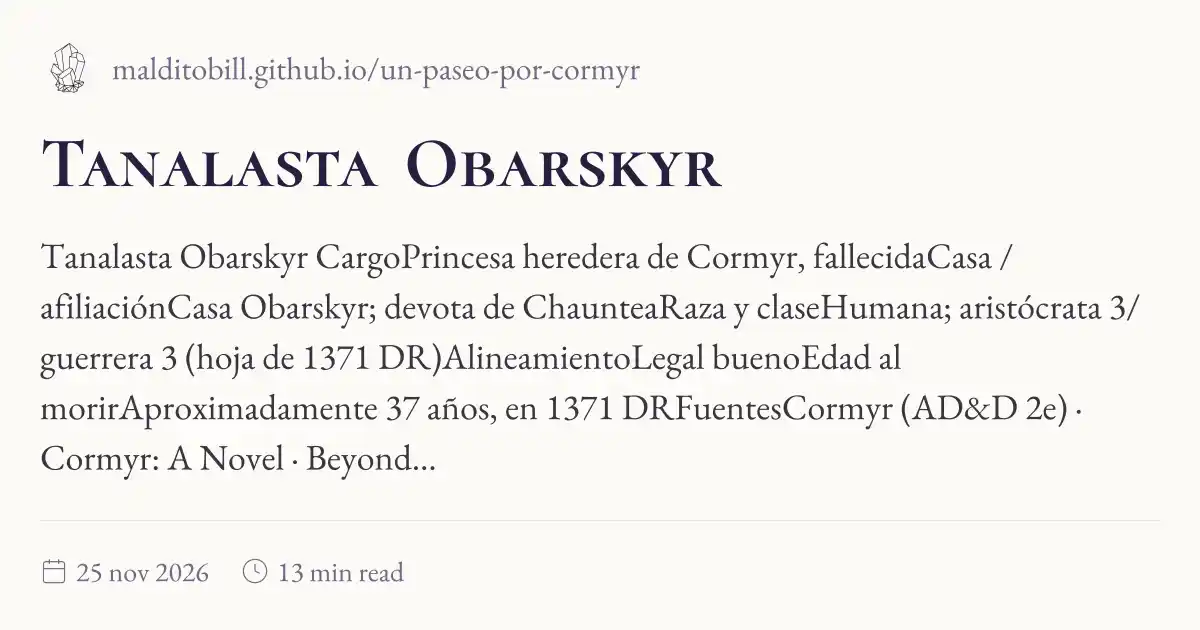 malditobill.github.io/un-paseo-por-cormyr
Tanalasta Obarskyr
Tanalasta Obarskyr CargoPrincesa heredera de Cormyr, fallecidaCasa /
afiliaciónCasa Obarskyr; devota de ChaunteaRaza y claseHumana; aristócrata 3/
guerrera 3 (hoja de 1371 DR)AlineamientoLegal buenoEdad al
morirAproximadamente 37 años, en 1371 DRFuentesCormyr (AD&D 2e) ·
Cormyr: A Novel · Beyond...
25 nov 2026
13 min read